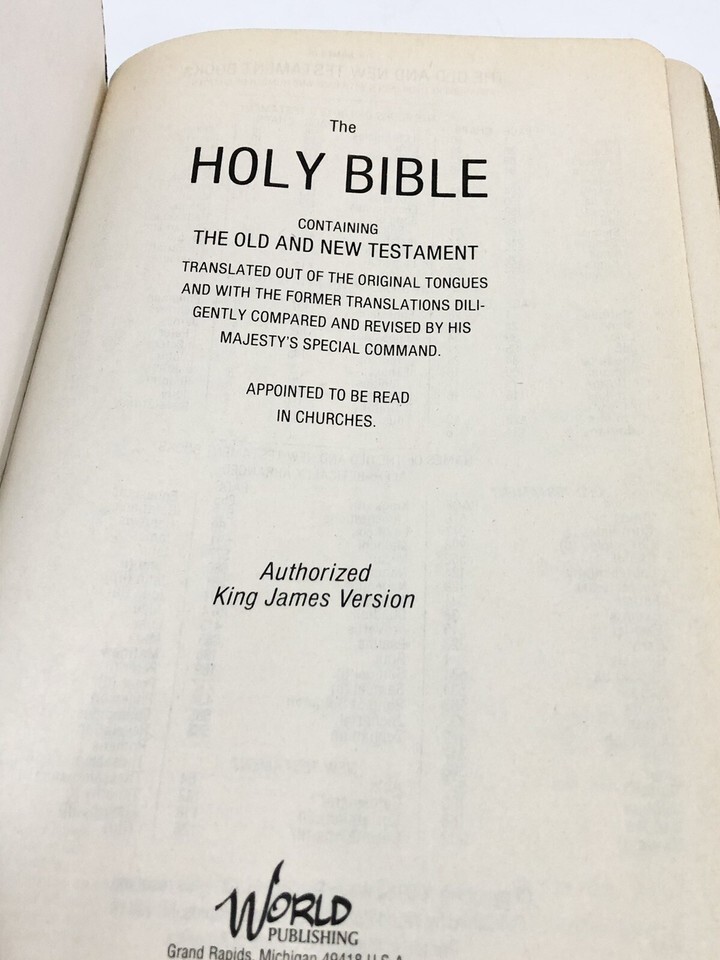 The
HOLY BIBLE
CONTAINING
THE OLD AND NEW TESTAMENT
TRANSLATED OUT OF THE ORIGINAL TONGUES
AND WITH THE FORMER TRANSLATIONS DILI-
GENTLY COMPARED AND REVISED BY HIS
MAJESTY'S SPECIAL COMMAND.
APPOINTED TO BE READ
IN CHURCHES.
Authorized
King James Version
WORLD
PUBLISHING
Grand Rapids, Michigan 49418 U.S.A.